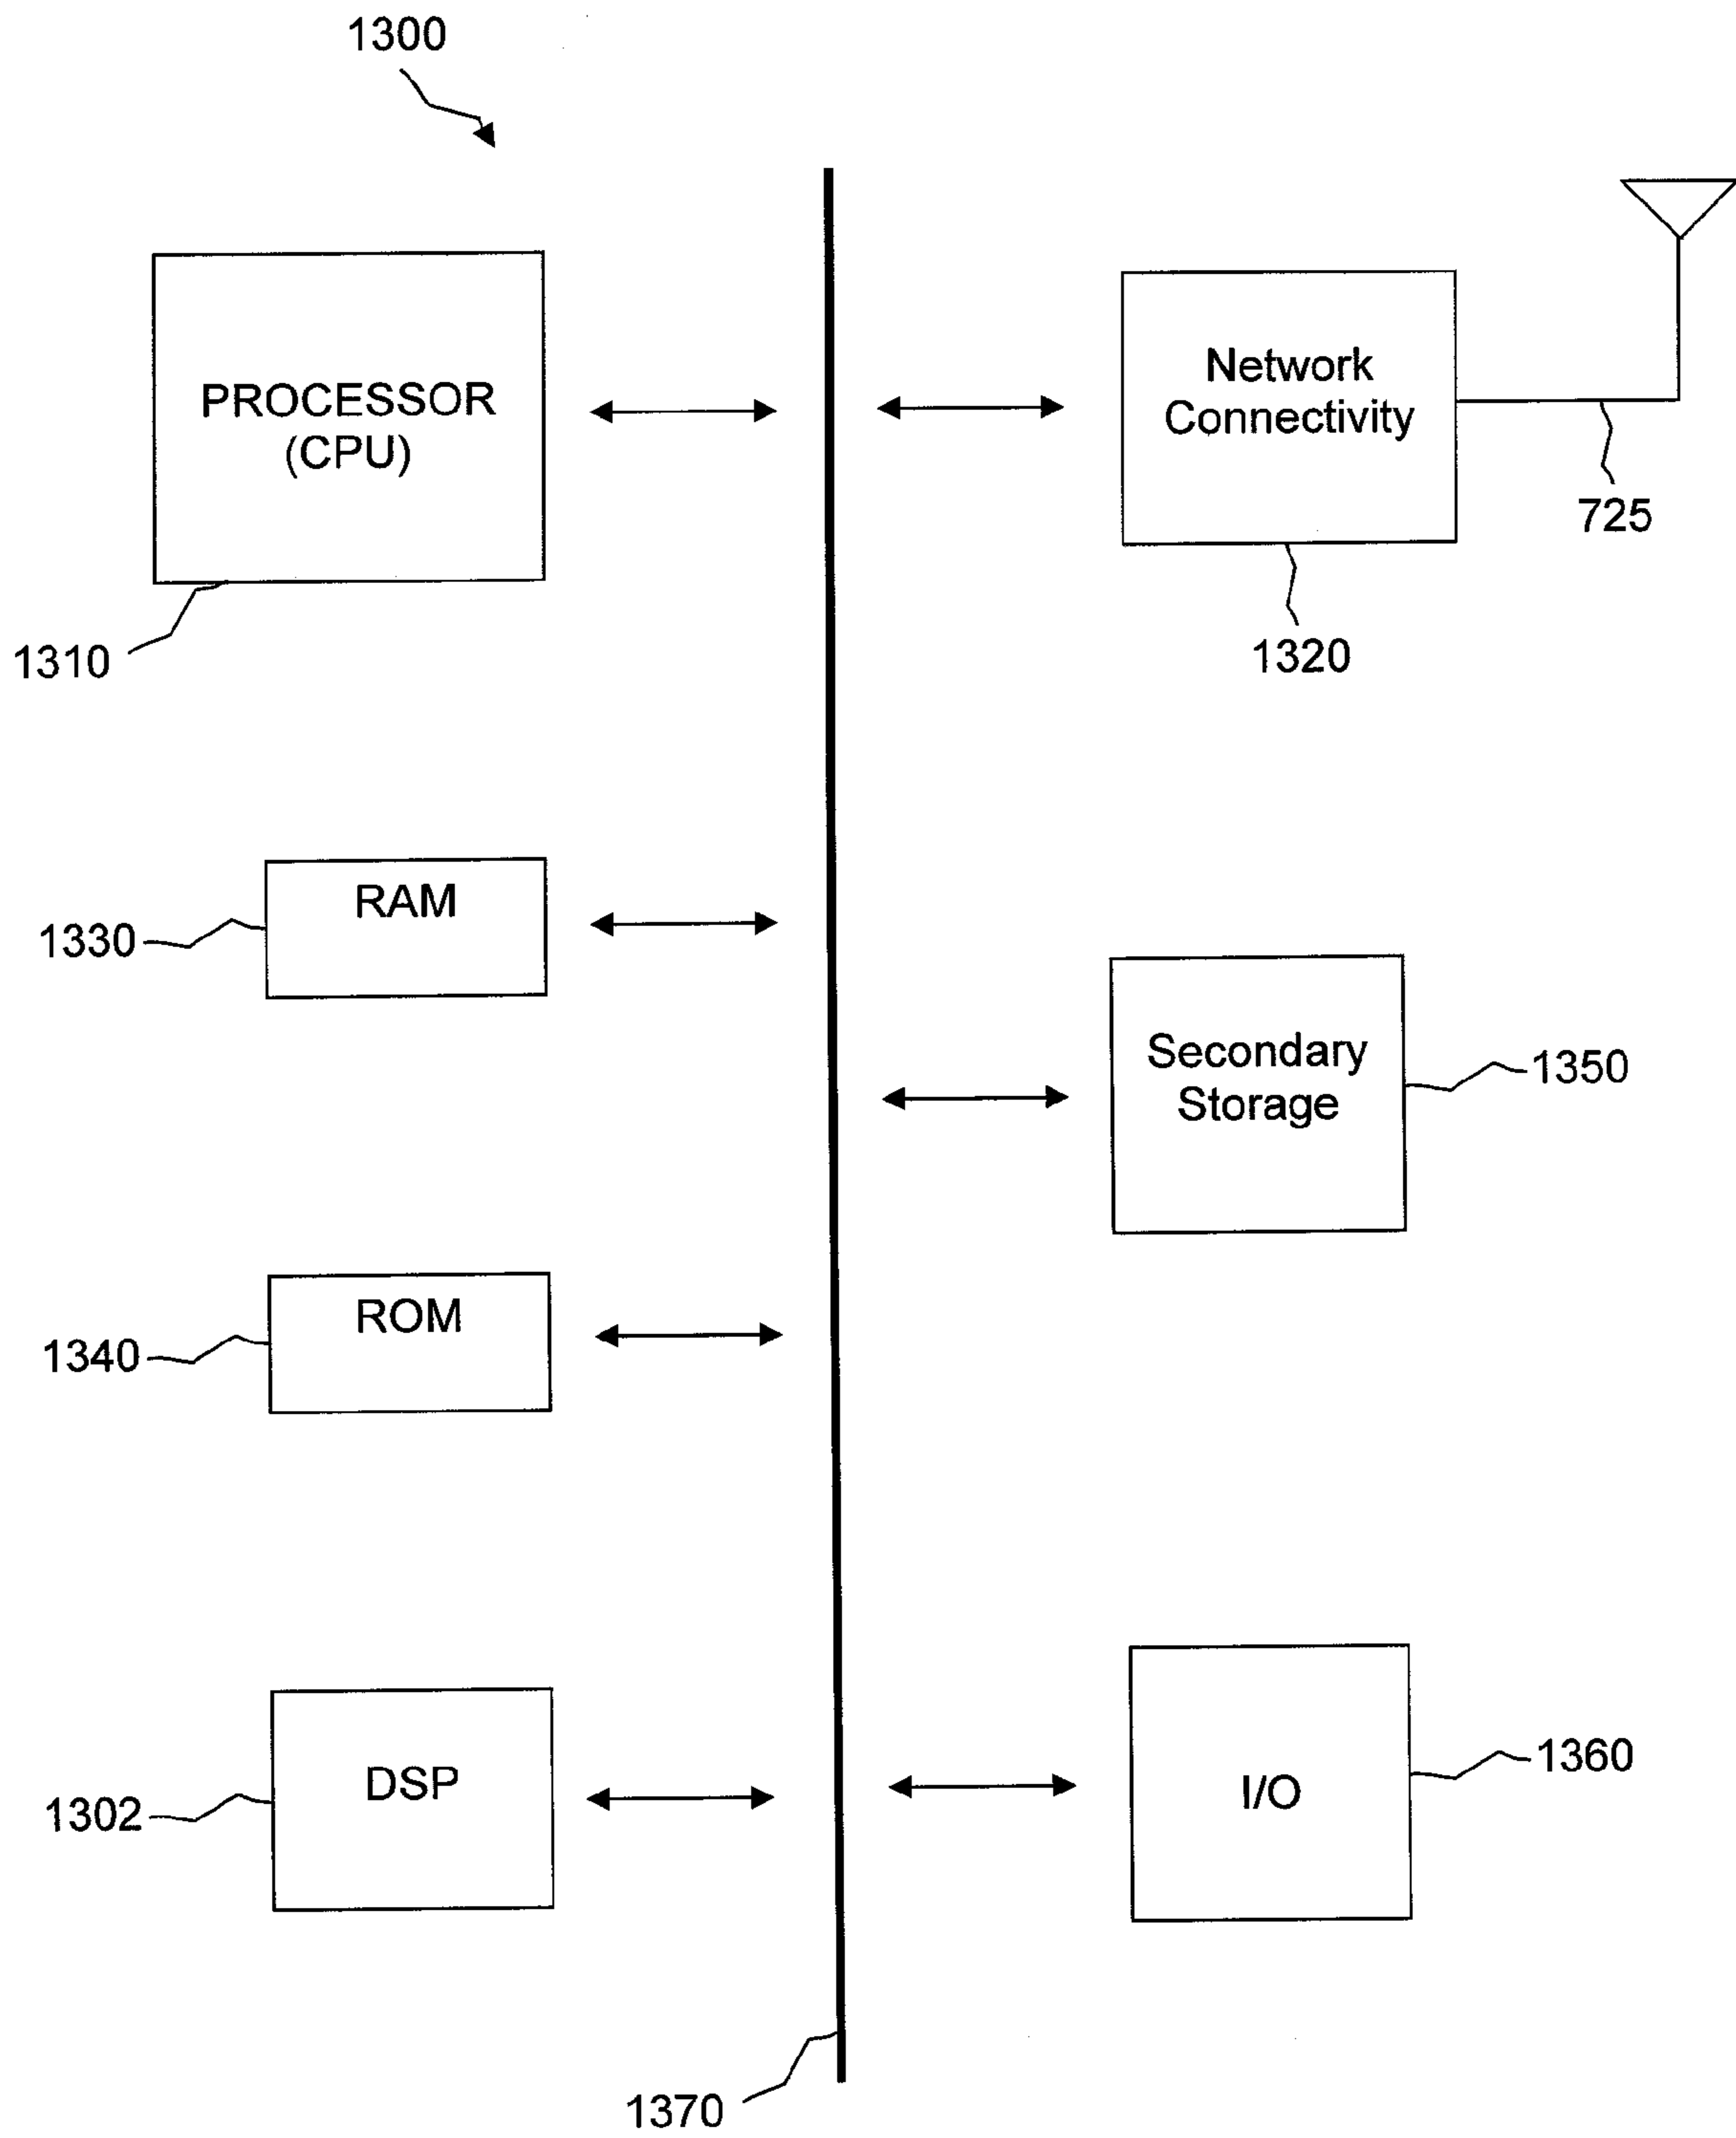 1300
PROCESSOR
(CPU)
1310
Network
Connectivity
725
1320
RAM
1330
Secondary
Storage
1350
ROM
1340
DSP
1302
I/O
1360
1370